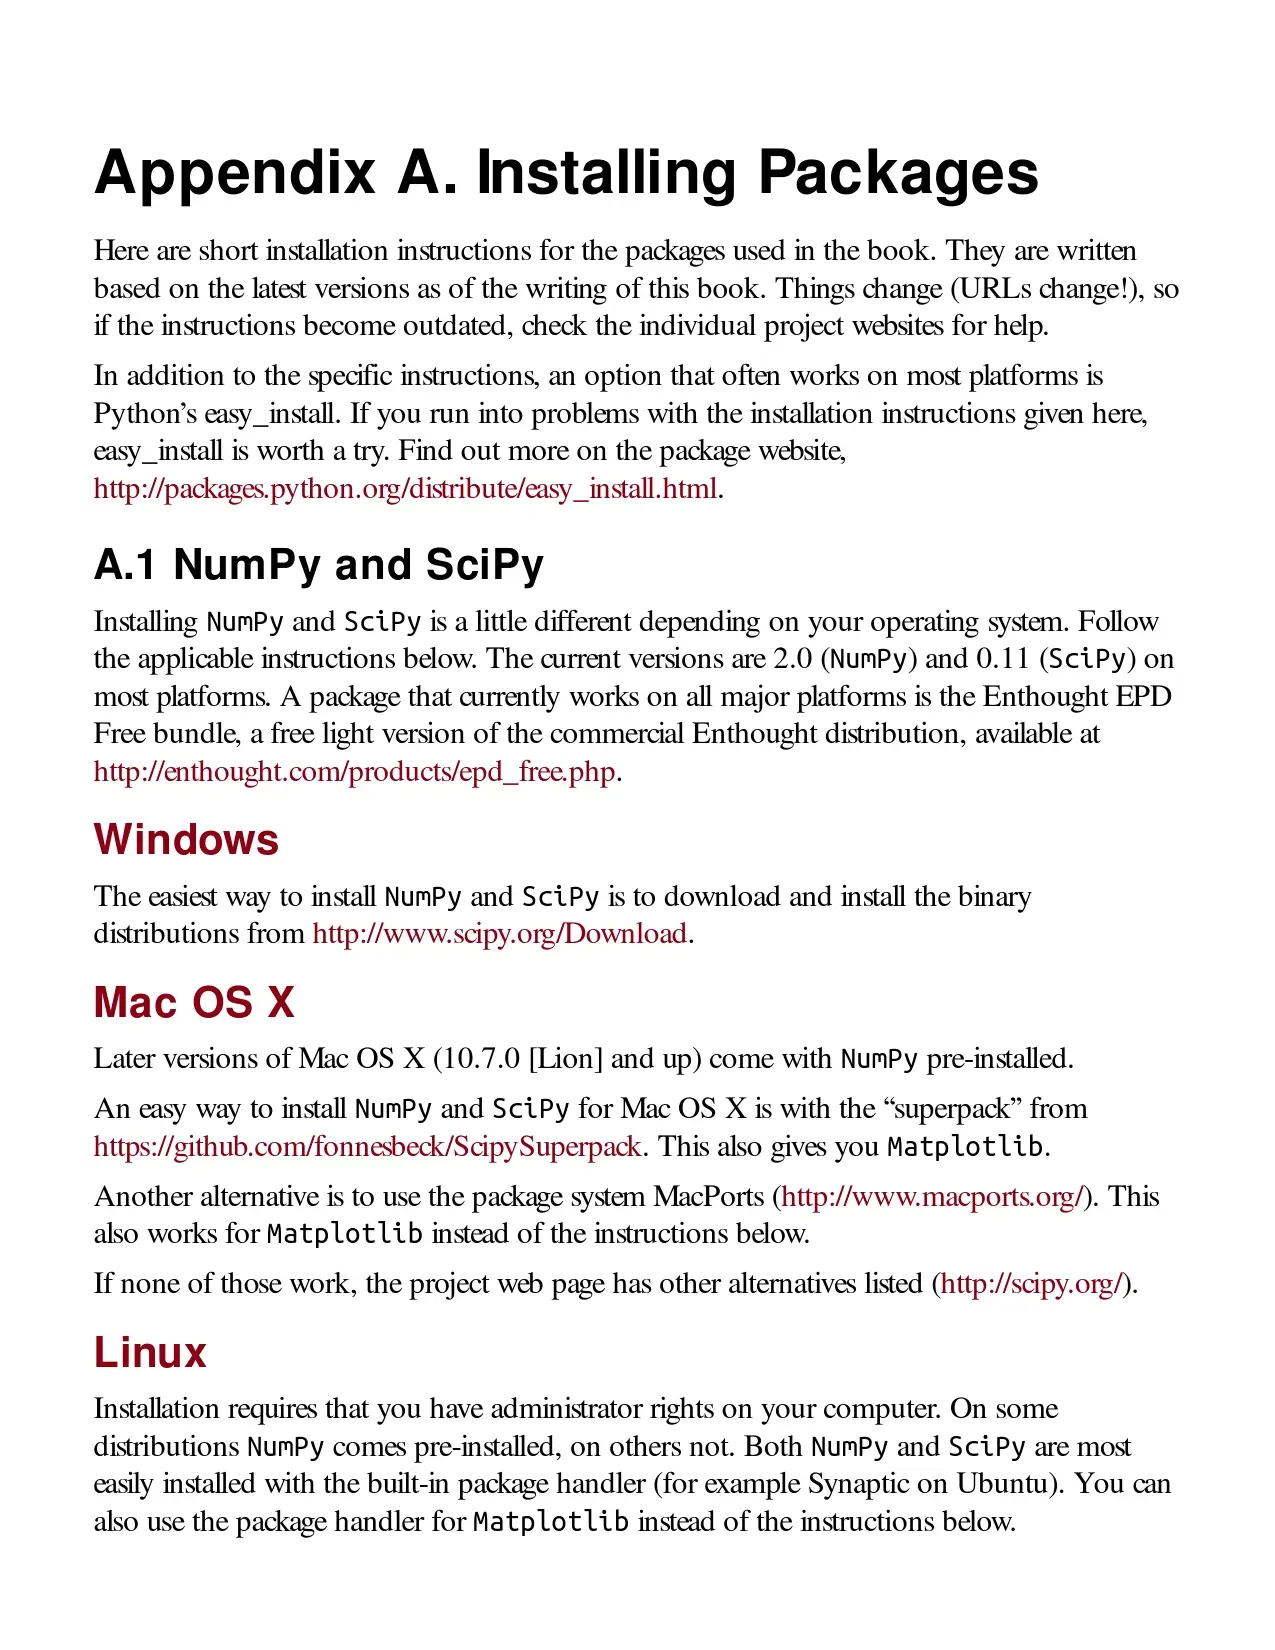 Appendix A. Installing Packages
Here are short installation instructions for the packages used in the book. They are written
based on the latest versions as of the writing of this book. Things change (URLs change!), so
if the instructions become outdated, check the individual project websites for help.
In addition to the specific instructions, an option that often works on most platforms is
Python’s easy_install. If you run into problems with the installation instructions given here,
easy_install is worth a try. Find out more on the package website,
http://packages.python.org/distribute/easy_install.html.
A.1 NumPy and SciPy
Installing NumPy and SciPy is a little different depending on your operating system. Follow
the applicable instructions below. The current versions are 2.0 (NumPy) and 0.11 (SciPy) on
most platforms. A package that currently works on all major platforms is the Enthought EPD
Free bundle, a free light version of the commercial Enthought distribution, available at
http://enthought.com/products/epd_free.php.
Windows
The easiest way to install NumPy and SciPy is to download and install the binary
distributions from http://www.scipy.org/Download.
Mac OS X
Later versions of Mac OS X (10.7.0 [Lion] and up) come with NumPy pre-installed.
An easy way to install NumPy and SciPy for Mac OS X is with the “superpack” from
https://github.com/fonnesbeck/ScipySuperpack. This also gives you Matplotlib.
Another alternative is to use the package system MacPorts (http://www.macports.org/). This
also works for Matplotlib instead of the instructions below.
If none of those work, the project web page has other alternatives listed (http://scipy.org/).
Linux
Installation requires that you have administrator rights on your computer. On some
distributions NumPy comes pre-installed, on others not. Both NumPy and SciPy are most
easily installed with the built-in package handler (for example Synaptic on Ubuntu). You can
also use the package handler for Matplotlib instead of the instructions below.